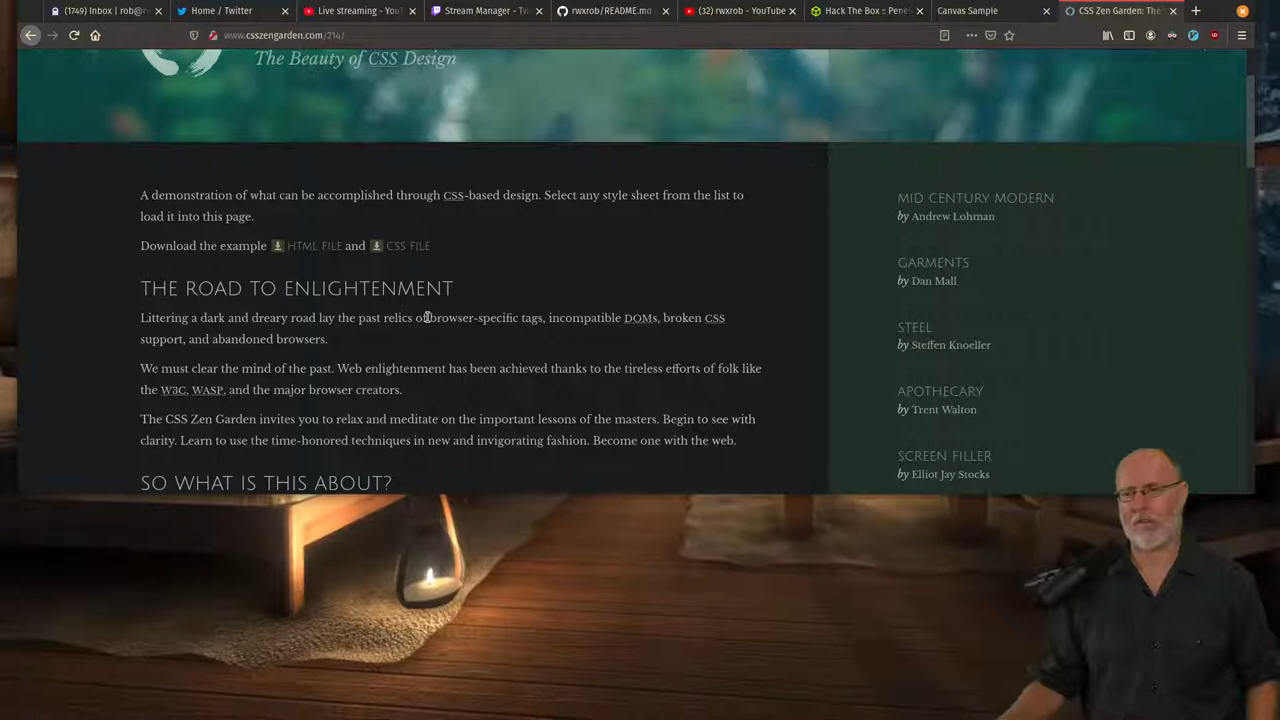 (1749) Inbox | rob@r
Home / Twitter
Live streaming - YouT
Stream Manager - Tw
rwxrob/README.md
(32) rwxrob - YouTube
Hack The Box :: Pene
Canvas Sample
CSS Zen Garden: The
www.csszengarden.com/214/
The Beauty of CSS Design
A demonstration of what can be accomplished through CSS-based design. Select any style sheet from the list to
load it into this page.
Download the example HTML FILE and CSS FILE
THE ROAD TO ENLIGHTENMENT
Littering a dark and dreary road lay the past relics of browser-specific tags, incompatible DOMs, broken CSS
support, and abandoned browsers.
We must clear the mind of the past. Web enlightenment has been achieved thanks to the tireless efforts of folk like
the W3C, WASP, and the major browser creators.
The CSS Zen Garden invites you to relax and meditate on the important lessons of the masters. Begin to see with
clarity. Learn to use the time-honored techniques in new and invigorating fashion. Become one with the web.
SO WHAT IS THIS ABOUT?
MID CENTURY MODERN
by Andrew Lohman
GARMENTS
by Dan Mall
STEEL
by Steffen Knoeller
APOTHECARY
by Trent Walton
SCREEN FILLER
by Elliot Jay Stocks